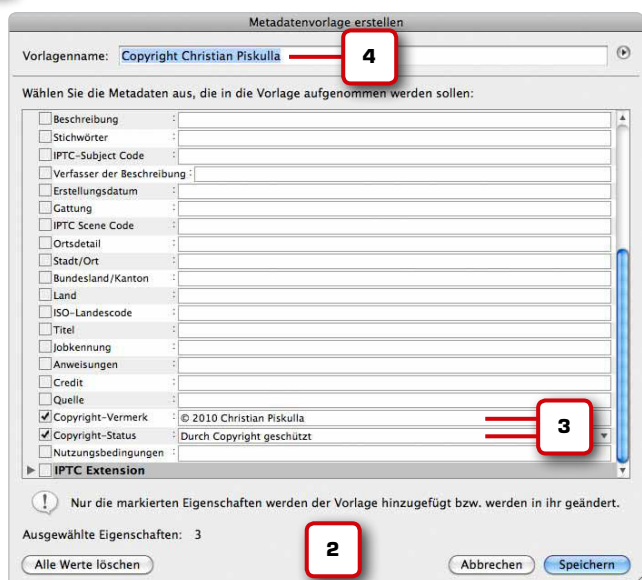 Metadatenvorlage erstellen
Vorlagenname: Copyright Christian Piskulla
4
Wählen Sie die Metadaten aus, die in die Vorlage aufgenommen werden sollen:
Beschreibung :
Stichwörter :
IPTC-Subject Code :
Verfasser der Beschreibung :
Erstellungsdatum :
Gattung :
IPTC Scene Code :
Ortsdetail :
Stadt/Ort :
Bundesland/Kanton :
Land :
ISO-Landescode :
Titel :
Jobkennung :
Anweisungen :
Credit :
Quelle :
Copyright-Vermerk : © 2010 Christian Piskulla
3
Copyright-Status : Durch Copyright geschützt
Nutzungsbedingungen :
IPTC Extension
! Nur die markierten Eigenschaften werden der Vorlage hinzugefügt bzw. werden in ihr geändert.
Ausgewählte Eigenschaften: 3
2
Alle Werte löschen Abbrechen Speichern